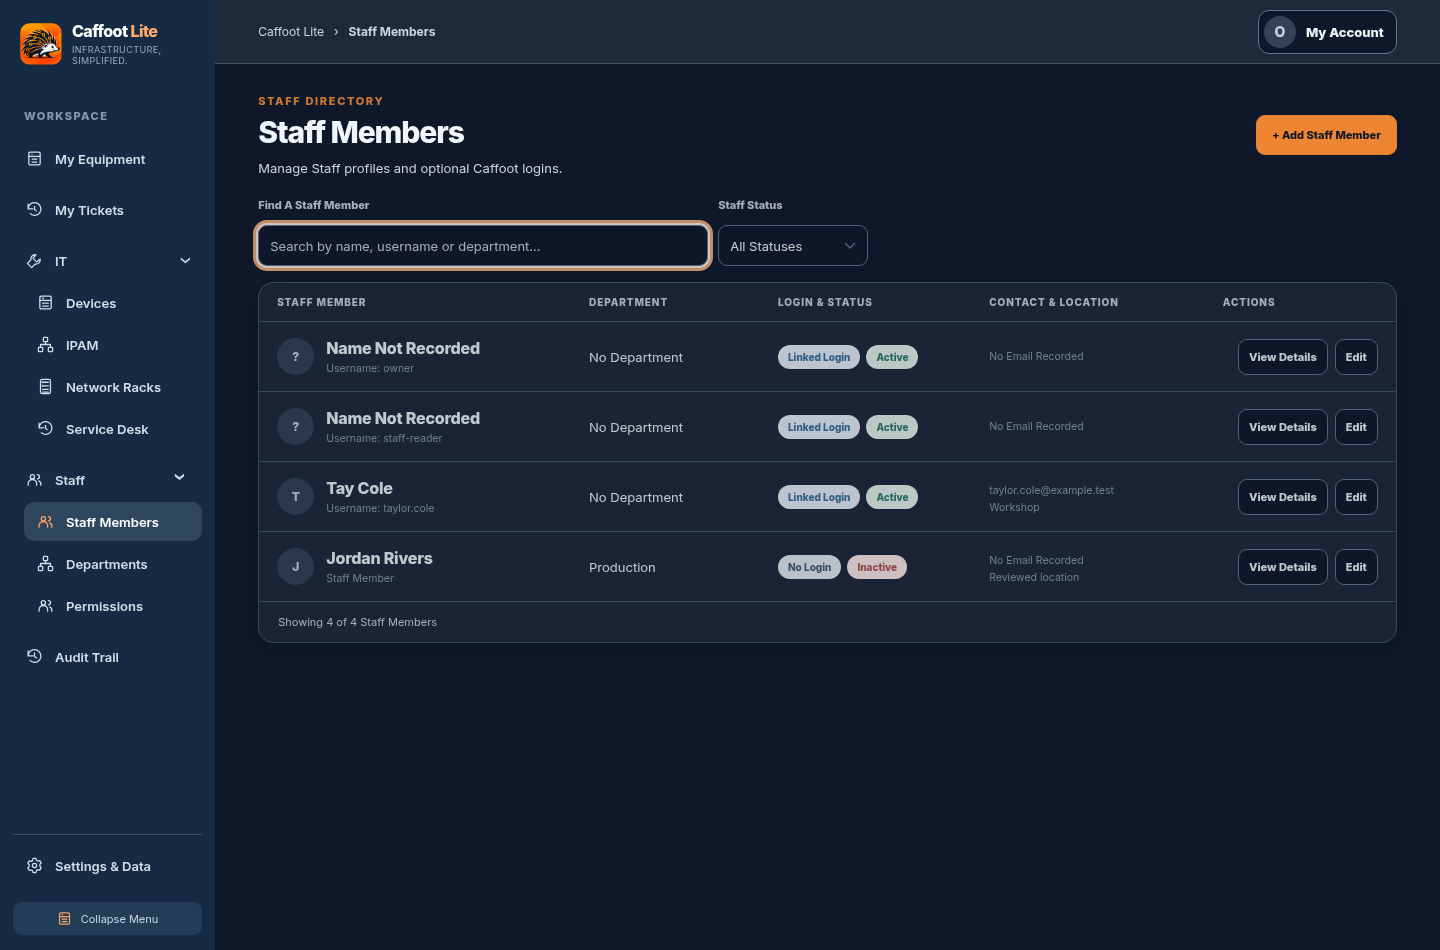 Caffoot Lite
INFRASTRUCTURE,
SIMPLIFIED.
WORKSPACE
My Equipment
My Tickets
IT
Devices
IPAM
Network Racks
Service Desk
Staff
Staff Members
Departments
Permissions
Audit Trail
Settings & Data
Collapse Menu
Caffoot Lite › Staff Members
O My Account
STAFF DIRECTORY
Staff Members
Manage Staff profiles and optional Caffoot logins.
+ Add Staff Member
Find A Staff Member Staff Status
Search by name, username or department... All Statuses
STAFF MEMBER DEPARTMENT LOGIN & STATUS CONTACT & LOCATION ACTIONS
? Name Not Recorded No Department Linked Login Active No Email Recorded View Details Edit
Username: owner
? Name Not Recorded No Department Linked Login Active No Email Recorded View Details Edit
Username: staff-reader
T Tay Cole No Department Linked Login Active taylor.cole@example.test View Details Edit
Username: taylor.cole Workshop
J Jordan Rivers Production No Login Inactive No Email Recorded View Details Edit
Staff Member Reviewed location
Showing 4 of 4 Staff Members